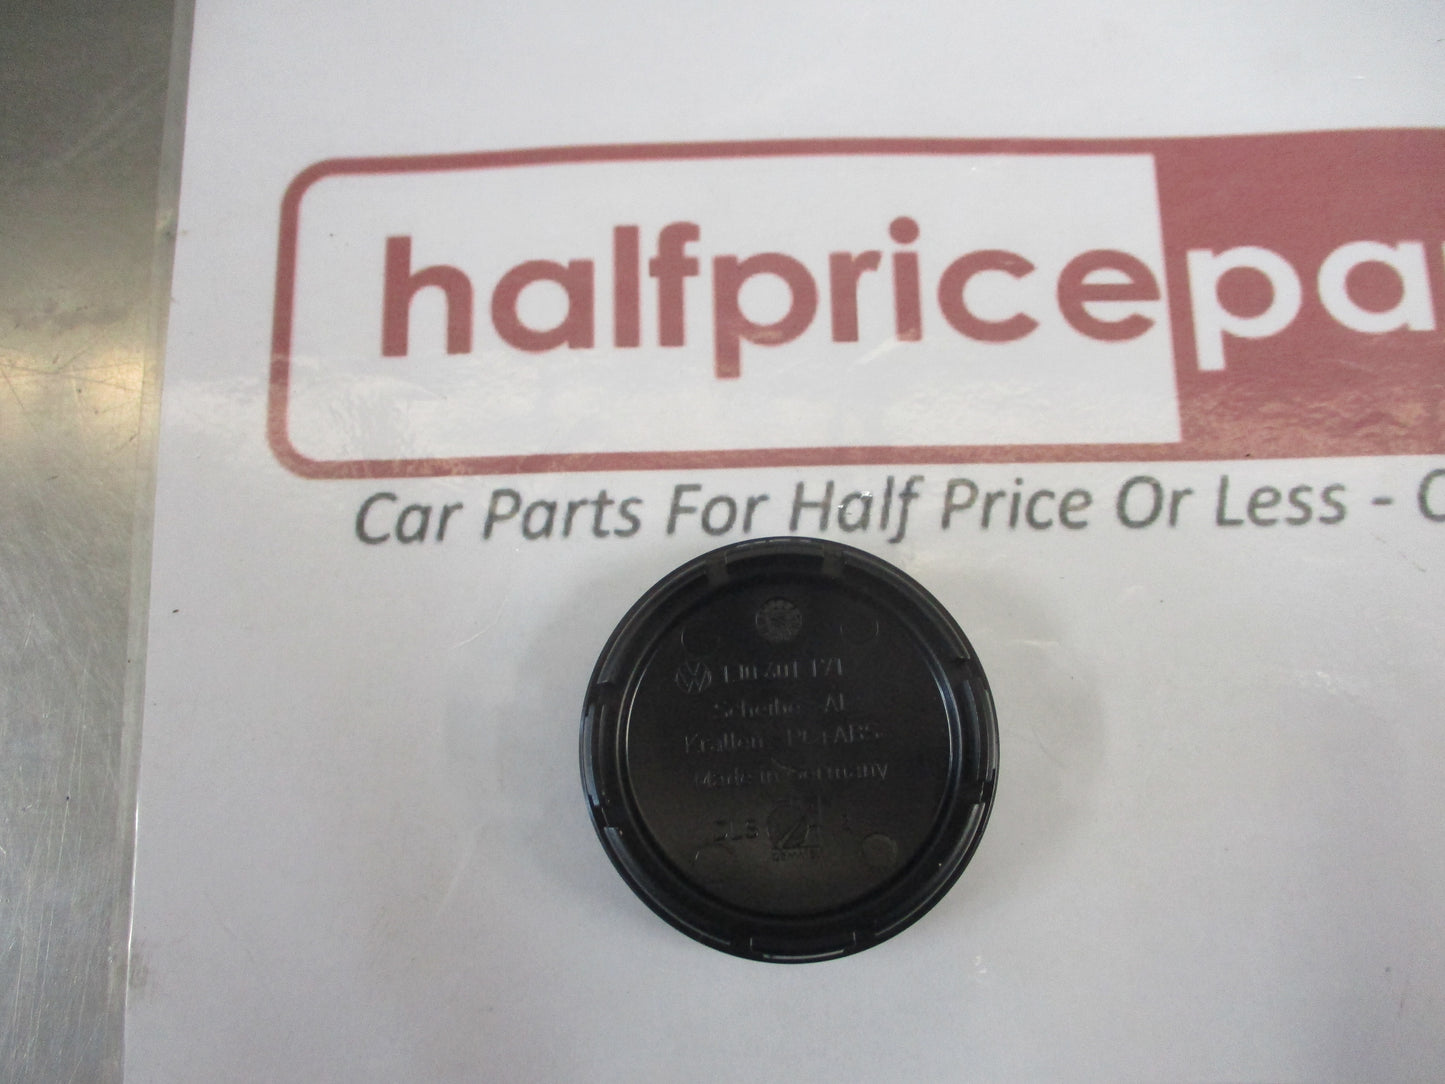 halfpricepa
Car Parts For Half Price Or Less -
Scheibe AL
Krallen PC+ABS
Made in Germany